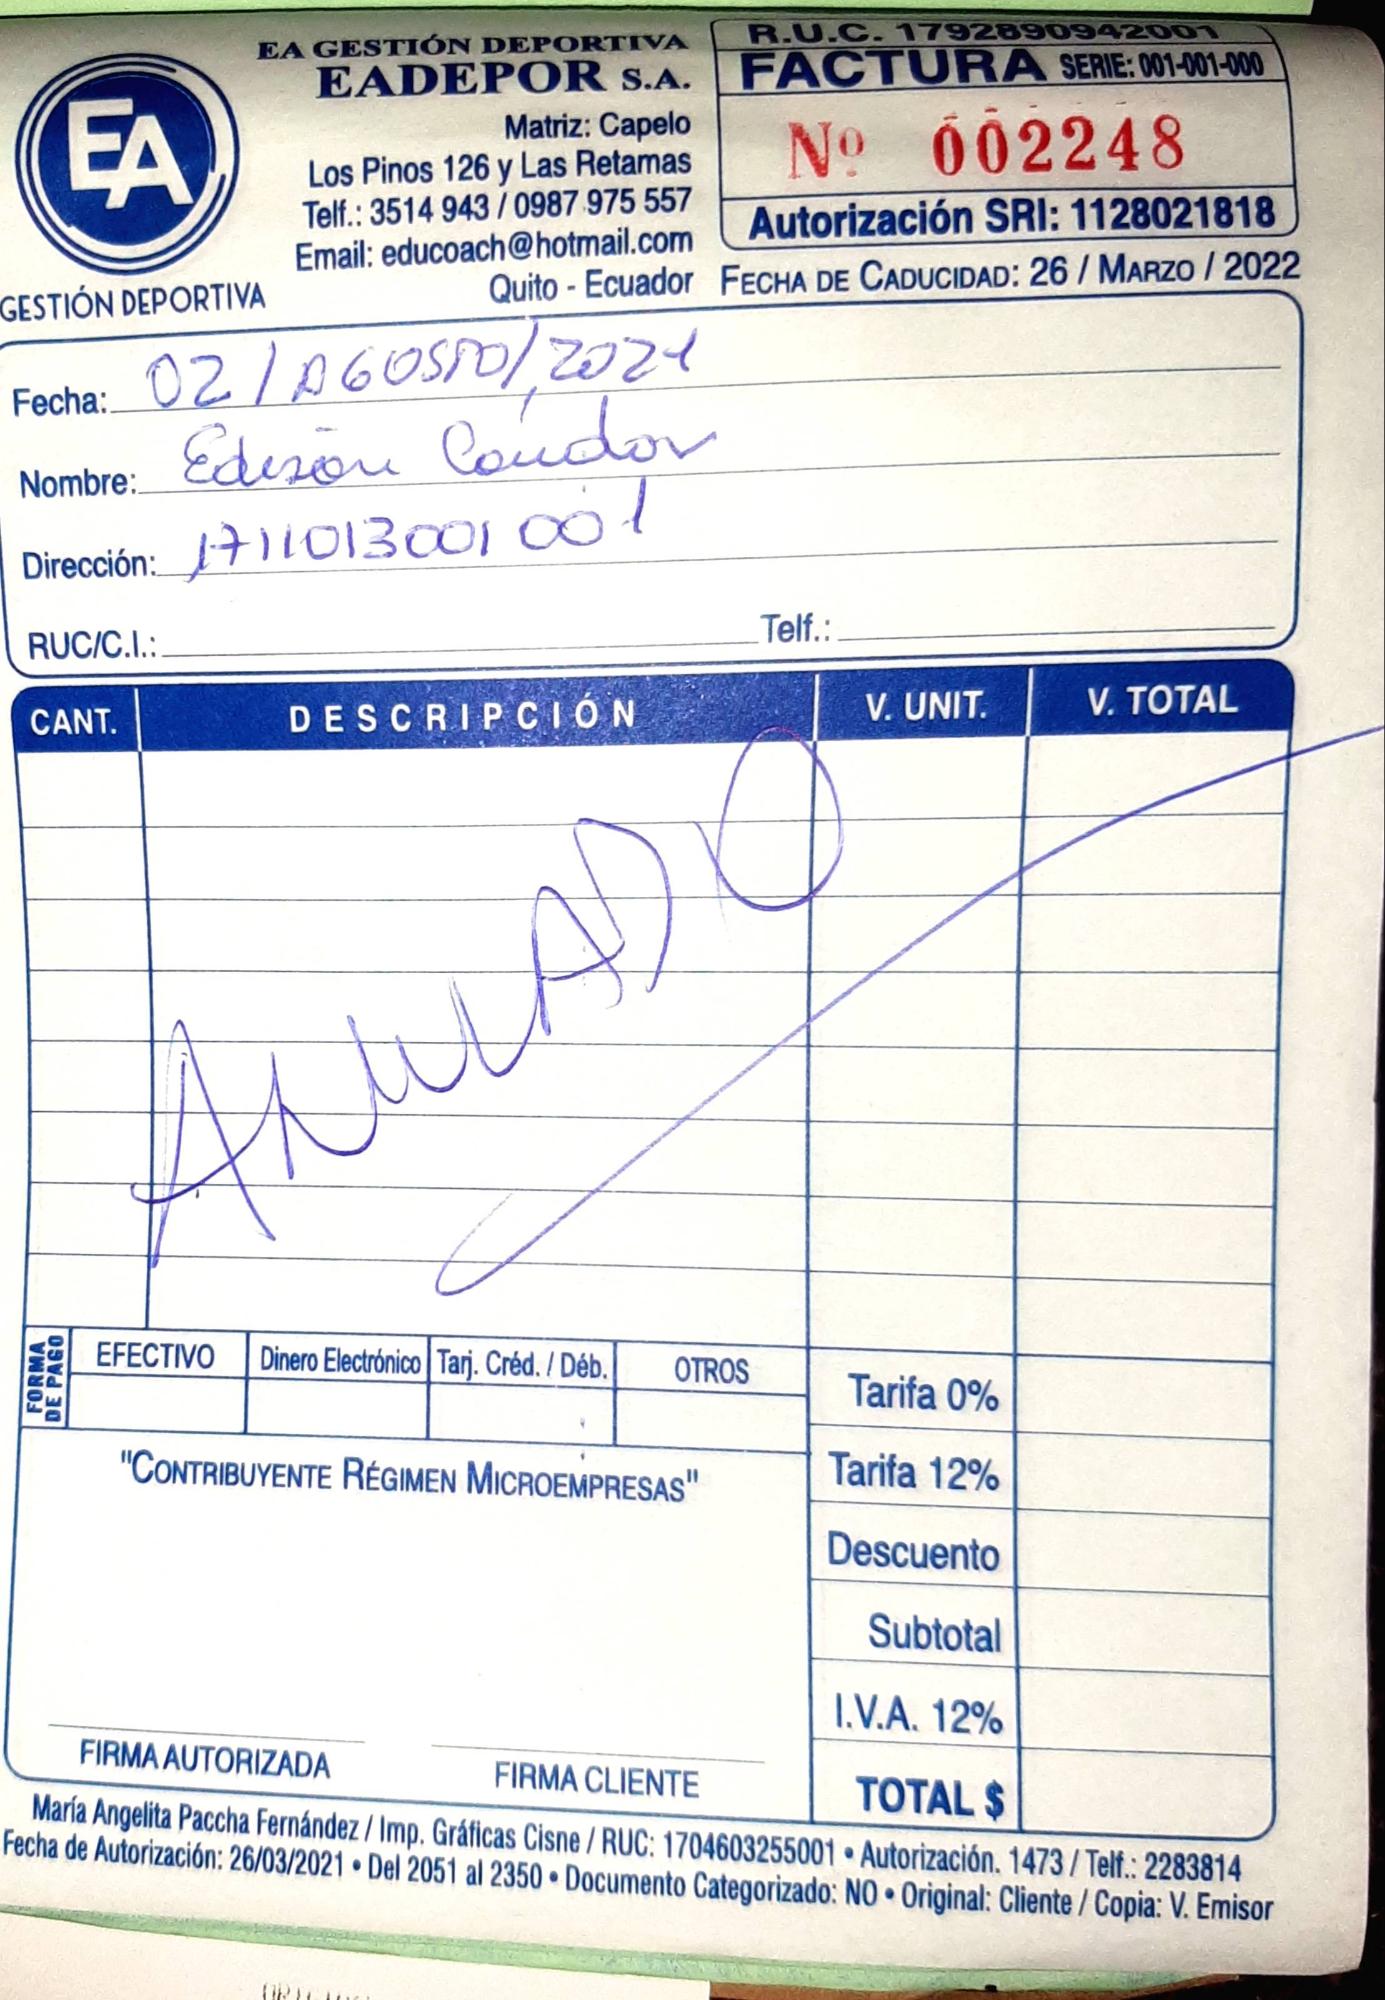 EA GESTIÓN DEPORTIVA
EADEPOR S.A.
Matriz: Capelo
Los Pinos 126 y Las Retamas
Telf.: 3514 943 / 0987 975 557
Email: educoach@hotmail.com
Quito - Ecuador
EA
GESTIÓN DEPORTIVA
R.U.C. 1792890942001
FACTURA SERIE: 001-001-000
Nº 002248
Autorización SRI: 1128021818
FECHA DE CADUCIDAD: 26 / MARZO / 2022
Fecha: 02/AGOSTO/2021
Nombre: Edison Cóndor
Dirección: 1711013001 001
RUC/C.I.: Telf.:
CANT. DESCRIPCIÓN V. UNIT. V. TOTAL
ANULADO
FORMA DE PAGO
EFECTIVO Dinero Electrónico Tarj. Créd. / Déb. OTROS
"CONTRIBUYENTE RÉGIMEN MICROEMPRESAS"
Tarifa 0%
Tarifa 12%
Descuento
Subtotal
I.V.A. 12%
TOTAL $
FIRMA AUTORIZADA FIRMA CLIENTE
María Angelita Paccha Fernández / Imp. Gráficas Cisne / RUC: 1704603255001 • Autorización. 1473 / Telf.: 2283814
Fecha de Autorización: 26/03/2021 • Del 2051 al 2350 • Documento Categorizado: NO • Original: Cliente / Copia: V. Emisor